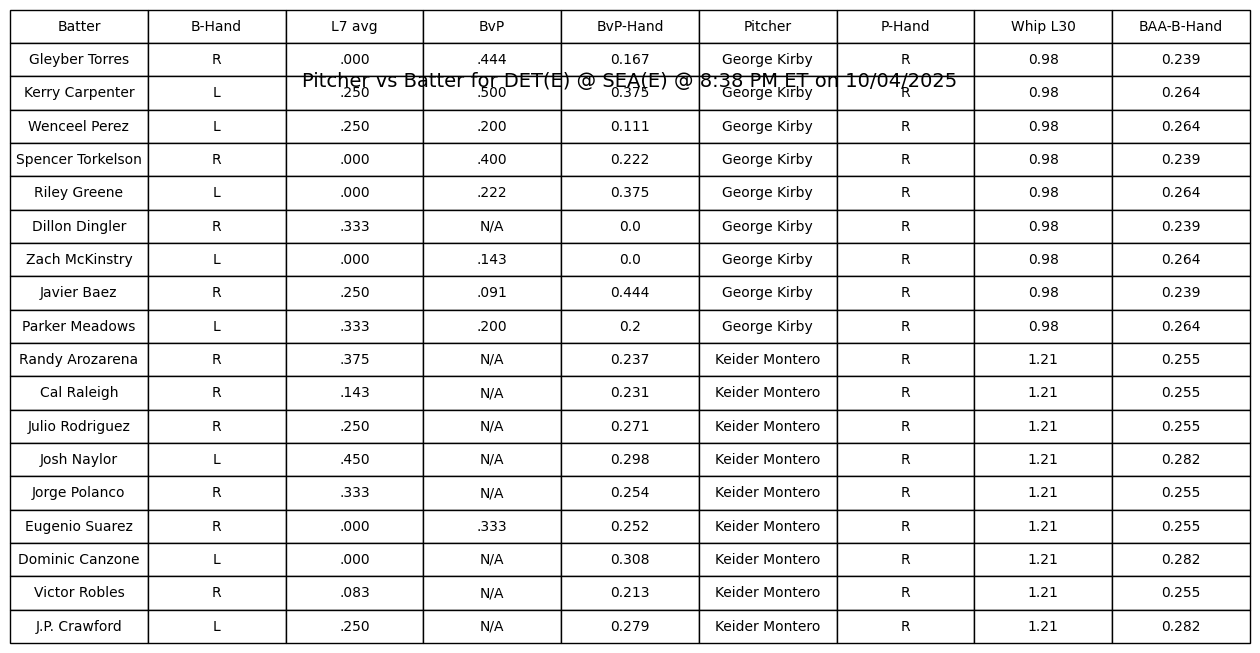 Batter B-Hand L7 avg BvP BvP-Hand Pitcher P-Hand Whip L30 BAA-B-Hand
Gleyber Torres R .000 .444 0.167 George Kirby R 0.98 0.239
Pitcher vs Batter for DET(E) @ SEA(E) @ 8:38 PM ET on 10/04/2025
Kerry Carpenter L .250 .500 0.375 George Kirby R 0.98 0.264
Wenceel Perez L .250 .200 0.111 George Kirby R 0.98 0.264
Spencer Torkelson R .000 .400 0.222 George Kirby R 0.98 0.239
Riley Greene L .000 .222 0.375 George Kirby R 0.98 0.264
Dillon Dingler R .333 N/A 0.0 George Kirby R 0.98 0.239
Zach McKinstry L .000 .143 0.0 George Kirby R 0.98 0.264
Javier Baez R .250 .091 0.444 George Kirby R 0.98 0.239
Parker Meadows L .333 .200 0.2 George Kirby R 0.98 0.264
Randy Arozarena R .375 N/A 0.237 Keider Montero R 1.21 0.255
Cal Raleigh R .143 N/A 0.231 Keider Montero R 1.21 0.255
Julio Rodriguez R .250 N/A 0.271 Keider Montero R 1.21 0.255
Josh Naylor L .450 N/A 0.298 Keider Montero R 1.21 0.282
Jorge Polanco R .333 N/A 0.254 Keider Montero R 1.21 0.255
Eugenio Suarez R .000 .333 0.252 Keider Montero R 1.21 0.255
Dominic Canzone L .000 N/A 0.308 Keider Montero R 1.21 0.282
Victor Robles R .083 N/A 0.213 Keider Montero R 1.21 0.255
J.P. Crawford L .250 N/A 0.279 Keider Montero R 1.21 0.282